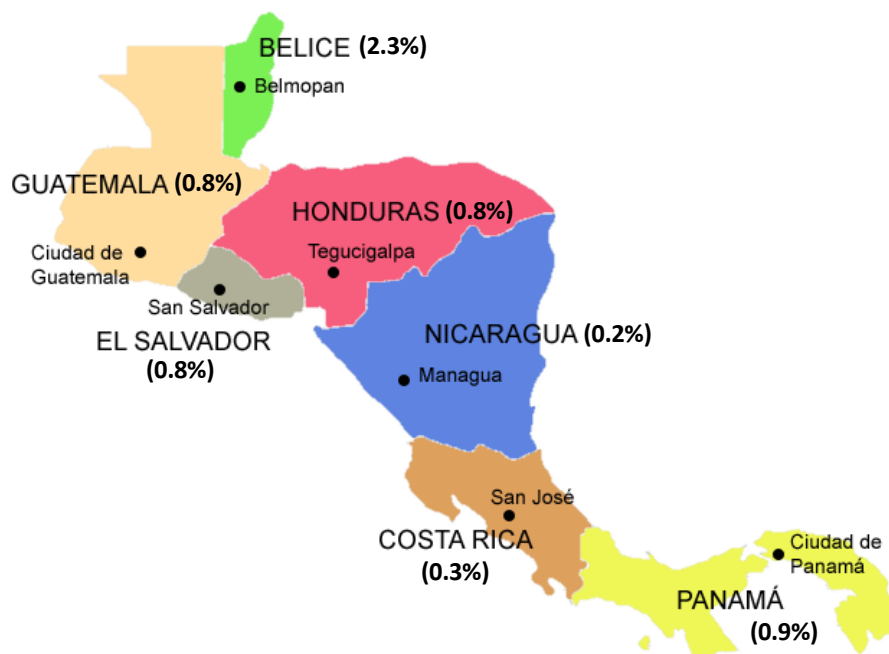 BELICE (2.3%)
Belmopan
GUATEMALA (0.8%)
HONDURAS (0.8%)
Ciudad de
Guatemala
Tegucigalpa
San Salvador
EL SALVADOR
(0.8%)
NICARAGUA (0.2%)
Managua
San José
COSTA RICA
(0.3%)
Ciudad de
Panamá
PANAMÁ
(0.9%)